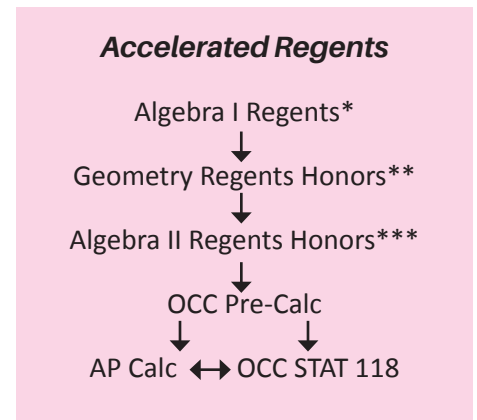 Accelerated Regents
Algebra I Regents*
Geometry Regents Honors**
Algebra II Regents Honors***
OCC Pre-Calc
AP Calc OCC STAT 118